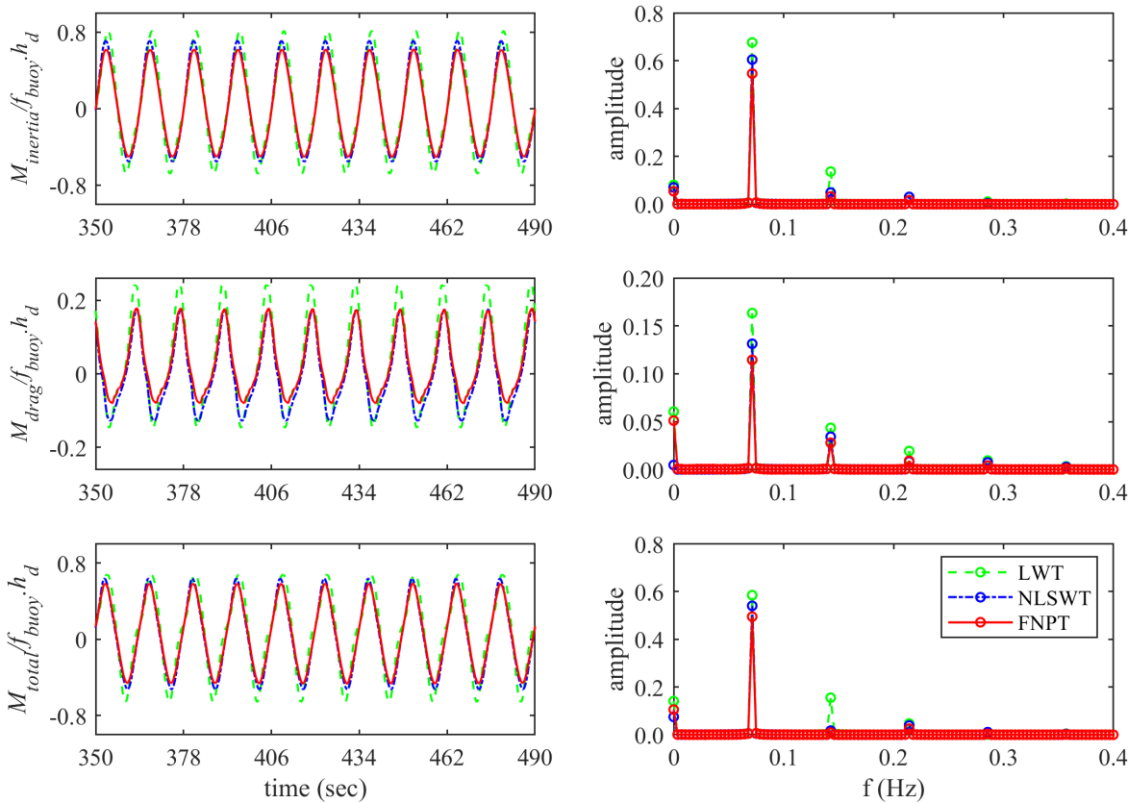 M_inertia/f_buoy.h_d
0.8
0
-0.8
350 378 406 434 462 490
amplitude
0.8
0.6
0.4
0.2
0.0
0 0.1 0.2 0.3 0.4
M_drag/f_buoy.h_d
0.2
0
-0.2
350 378 406 434 462 490
amplitude
0.20
0.15
0.10
0.05
0.00
0 0.1 0.2 0.3 0.4
M_total/f_buoy.h_d
0.8
0
-0.8
350 378 406 434 462 490
time (sec)
amplitude
0.8
0.6
0.4
0.2
0.0
LWT
NLSWT
FNPT
0 0.1 0.2 0.3 0.4
f (Hz)